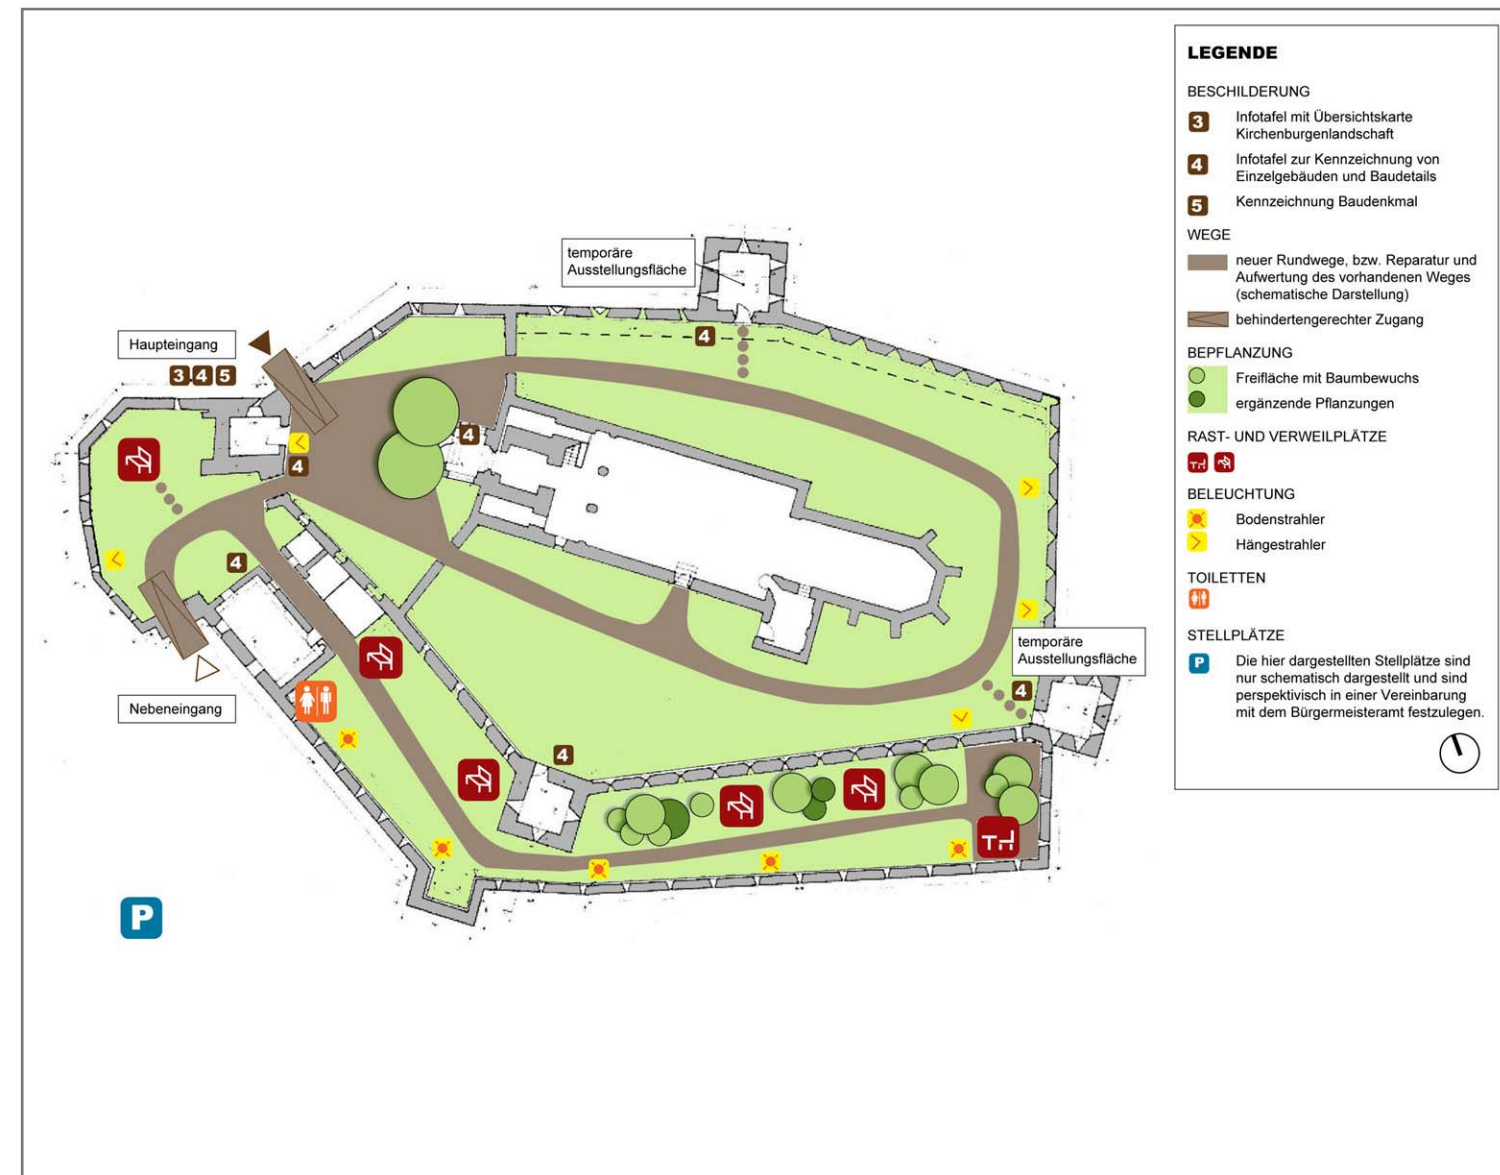 temporäre
Ausstellungsfläche
Haupteingang
3 4 5
4
4
4
4
4
4
temporäre
Ausstellungsfläche
Nebeneingang
P
LEGENDE
BESCHILDERUNG
3 Infotafel mit Übersichtskarte
Kirchenburgenlandschaft
4 Infotafel zur Kennzeichnung von
Einzelgebäuden und Baudetails
5 Kennzeichnung Baudenkmal
WEGE
neuer Rundwege, bzw. Reparatur und
Aufwertung des vorhandenen Weges
(schematische Darstellung)
behindertengerechter Zugang
BEPFLANZUNG
Freifläche mit Baumbewuchs
ergänzende Pflanzungen
RAST- UND VERWEILPLÄTZE
BELEUCHTUNG
Bodenstrahler
Hängestrahler
TOILETTEN
STELLPLÄTZE
P Die hier dargestellten Stellplätze sind
nur schematisch dargestellt und sind
perspektivisch in einer Vereinbarung
mit dem Bürgermeisteramt festzulegen.